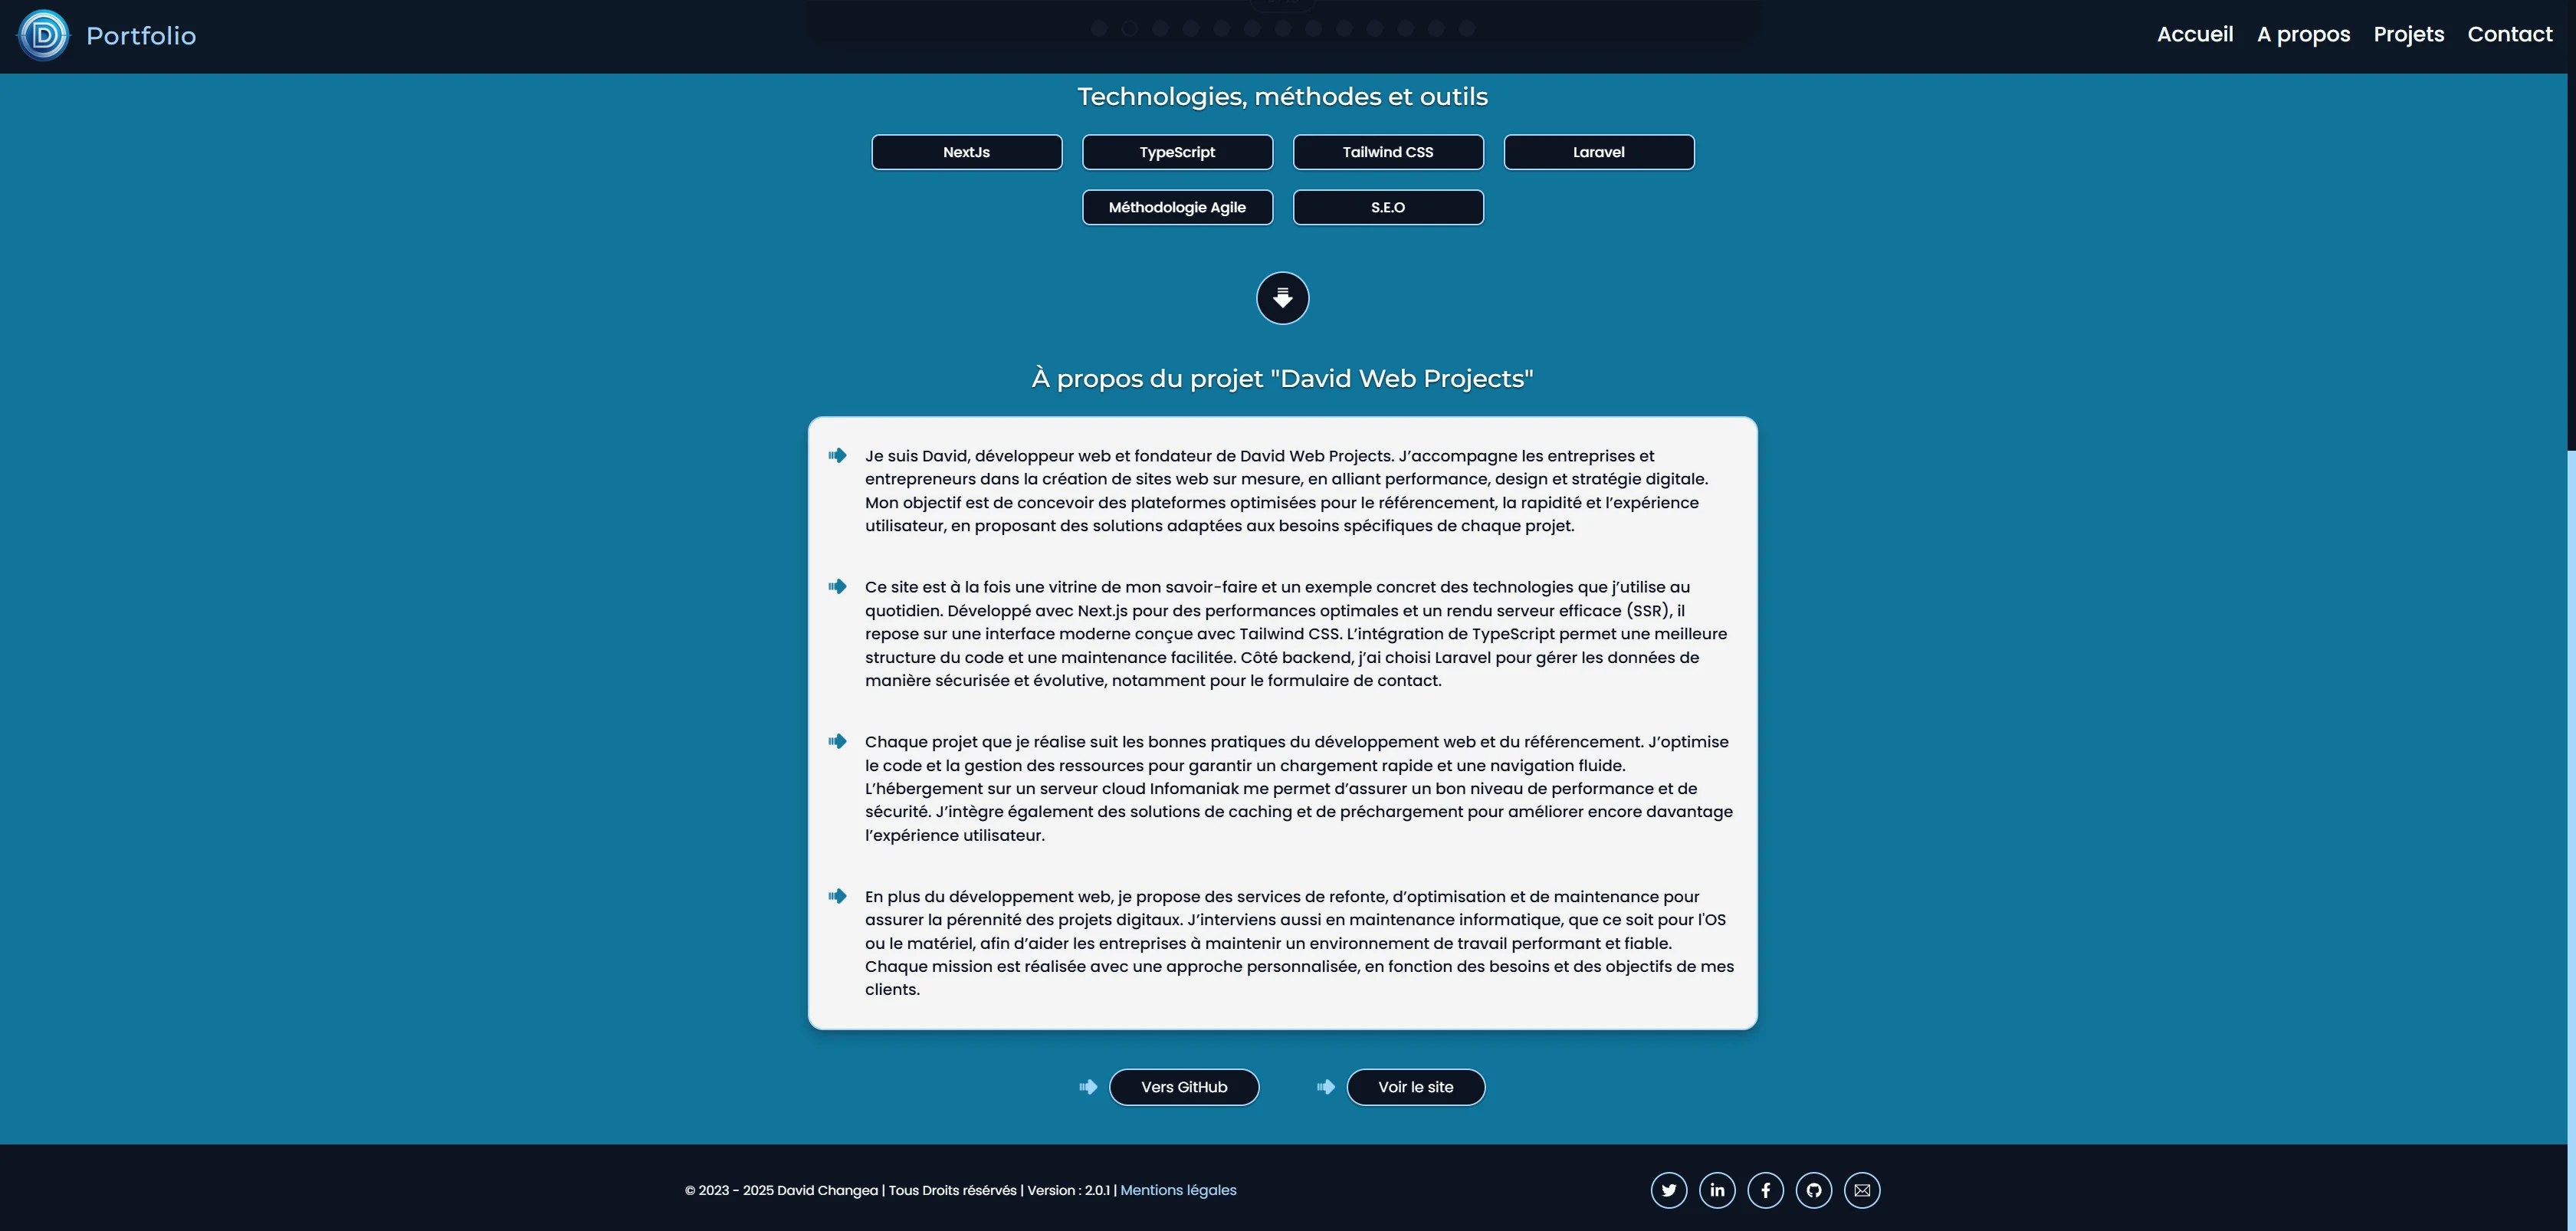 Portfolio
Accueil A propos Projets Contact
Technologies, méthodes et outils
NextJs TypeScript Tailwind CSS Laravel
Méthodologie Agile S.E.O
À propos du projet "David Web Projects"
Je suis David, développeur web et fondateur de David Web Projects. J’accompagne les entreprises et
entrepreneurs dans la création de sites web sur mesure, en alliant performance, design et stratégie digitale.
Mon objectif est de concevoir des plateformes optimisées pour le référencement, la rapidité et l’expérience
utilisateur, en proposant des solutions adaptées aux besoins spécifiques de chaque projet.
Ce site est à la fois une vitrine de mon savoir-faire et un exemple concret des technologies que j’utilise au
quotidien. Développé avec Next.js pour des performances optimales et un rendu serveur efficace (SSR), il
repose sur une interface moderne conçue avec Tailwind CSS. L’intégration de TypeScript permet une meilleure
structure du code et une maintenance facilitée. Côté backend, j’ai choisi Laravel pour gérer les données de
manière sécurisée et évolutive, notamment pour le formulaire de contact.
Chaque projet que je réalise suit les bonnes pratiques du développement web et du référencement. J’optimise
le code et la gestion des ressources pour garantir un chargement rapide et une navigation fluide.
L’hébergement sur un serveur cloud Infomaniak me permet d’assurer un bon niveau de performance et de
sécurité. J’intègre également des solutions de caching et de préchargement pour améliorer encore davantage
l’expérience utilisateur.
En plus du développement web, je propose des services de refonte, d’optimisation et de maintenance pour
assurer la pérennité des projets digitaux. J’interviens aussi en maintenance informatique, que ce soit pour l'OS
ou le matériel, afin d’aider les entreprises à maintenir un environnement de travail performant et fiable.
Chaque mission est réalisée avec une approche personnalisée, en fonction des besoins et des objectifs de mes
clients.
Vers GitHub Voir le site
© 2023 - 2025 David Changea | Tous Droits résérvés | Version : 2.0.1 | Mentions légales